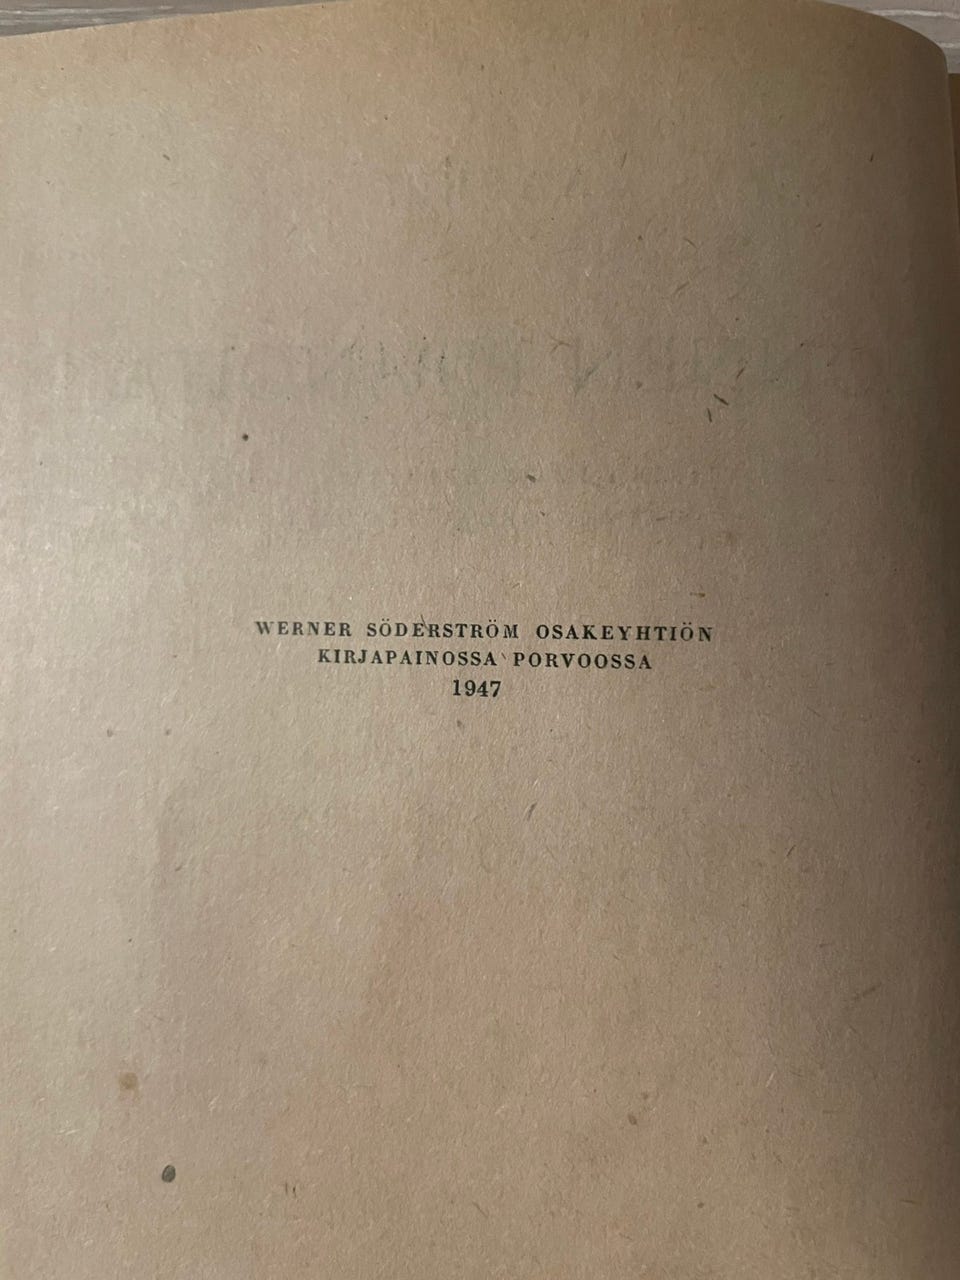 WERNER SÖDERSTRÖM OSAKEYHTIÖN
KIRJAPAINOSSA PORVOOSSA
1947